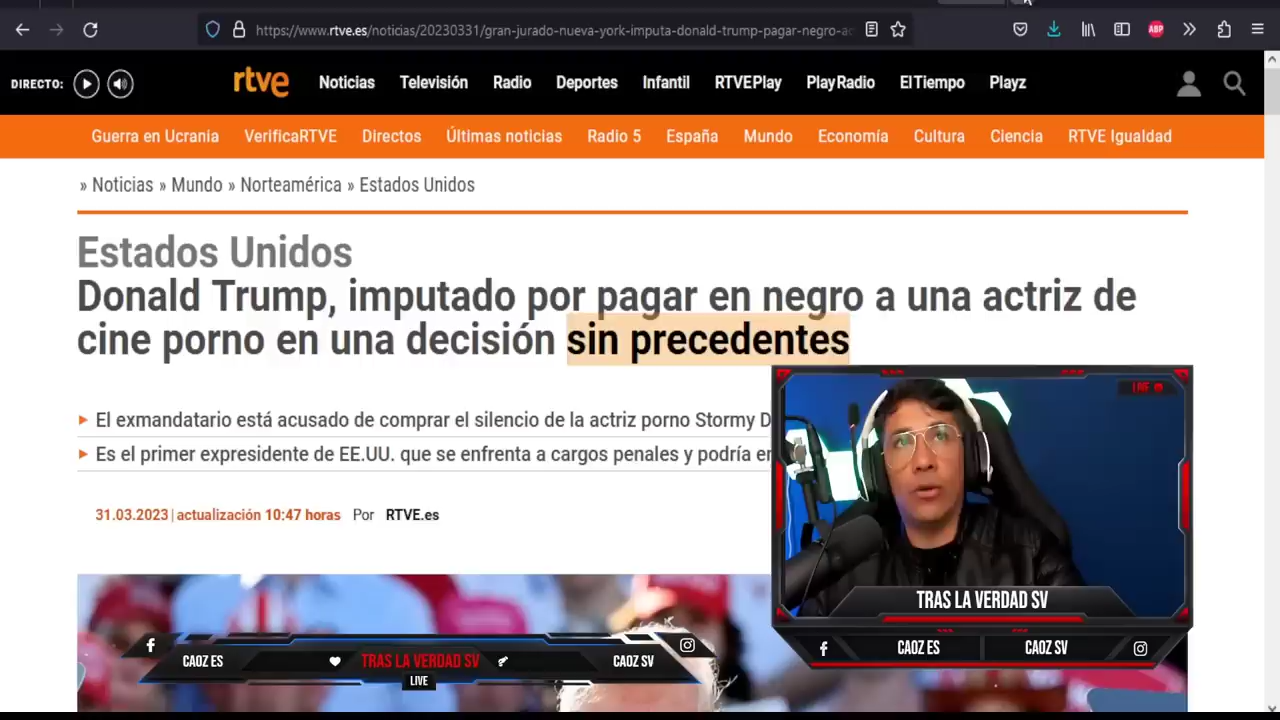 https://www.rtve.es/noticias/20230331/gran-jurado-nueva-york-imputa-donald-trump-pagar-negro-ac
ABP
DIRECTO:
rtve
Noticias Televisión Radio Deportes Infantil RTVEPlay PlayRadio ElTiempo Playz
Guerra en Ucrania VerificaRTVE Directos Últimas noticias Radio 5 España Mundo Economía Cultura Ciencia RTVE Igualdad
» Noticias » Mundo » Norteamérica » Estados Unidos
Estados Unidos
Donald Trump, imputado por pagar en negro a una actriz de
cine porno en una decisión sin precedentes
El exmandatario está acusado de comprar el silencio de la actriz porno Stormy D
Es el primer expresidente de EE.UU. que se enfrenta a cargos penales y podría en
31.03.2023 | actualización 10:47 horas Por RTVE.es
LIVE
TRAS LA VERDAD SV
CAOZ ES CAOZ SV
CAOZ ES TRAS LA VERDAD SV CAOZ SV
LIVE